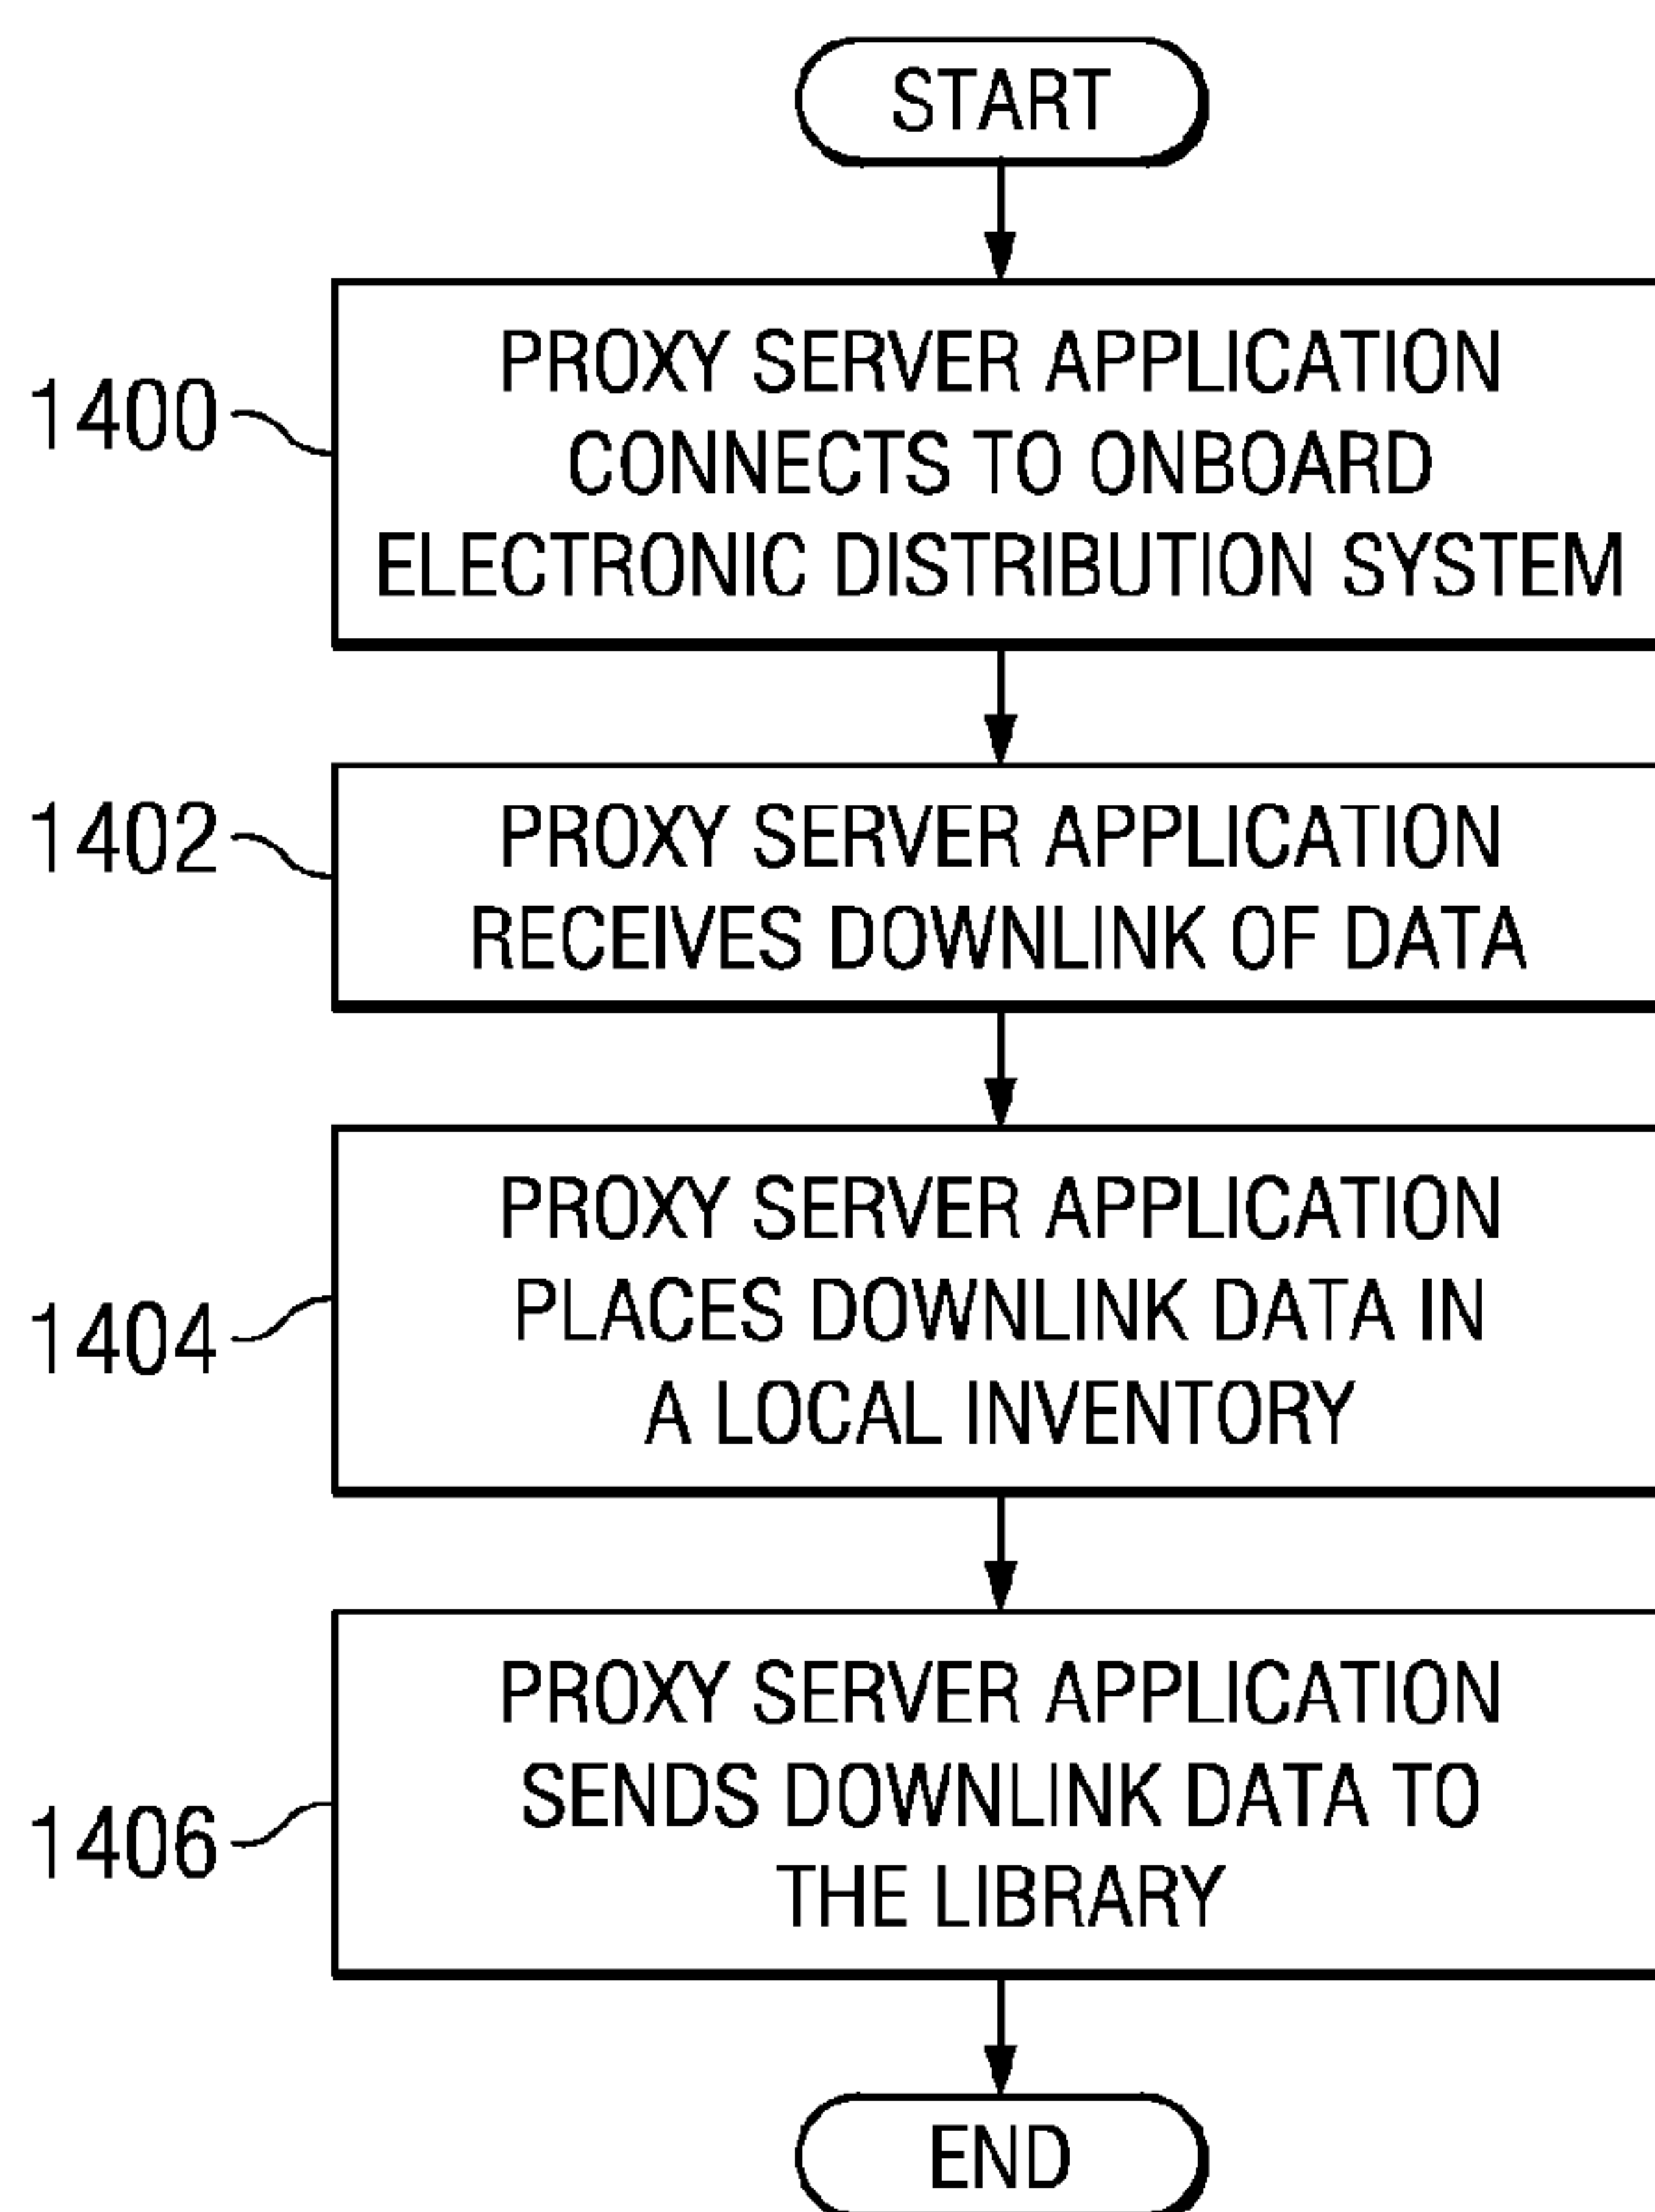 START
1400
PROXY SERVER APPLICATION
CONNECTS TO ONBOARD
ELECTRONIC DISTRIBUTION SYSTEM
1402
PROXY SERVER APPLICATION
RECEIVES DOWNLINK OF DATA
1404
PROXY SERVER APPLICATION
PLACES DOWNLINK DATA IN
A LOCAL INVENTORY
1406
PROXY SERVER APPLICATION
SENDS DOWNLINK DATA TO
THE LIBRARY
END